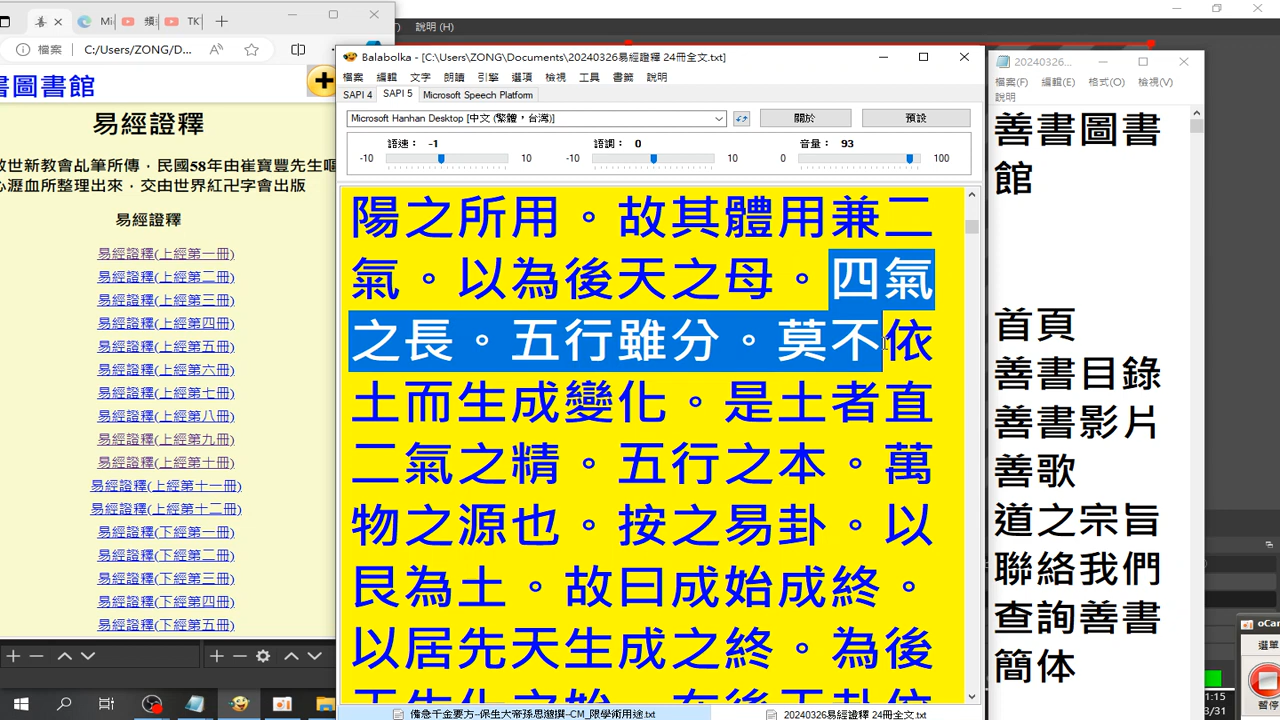 Mi
頻
TK
檔案
C:/Users/ZONG/D...
書圖書館
易經證釋
救世新教會乩筆所傳，民國58年由崔寶豐先生嘔
心瀝血所整理出來，交由世界紅卍字會出版
易經證釋
易經證釋(上經第一冊)
易經證釋(上經第二冊)
易經證釋(上經第三冊)
易經證釋(上經第四冊)
易經證釋(上經第五冊)
易經證釋(上經第六冊)
易經證釋(上經第七冊)
易經證釋(上經第八冊)
易經證釋(上經第九冊)
易經證釋(上經第十冊)
易經證釋(上經第十一冊)
易經證釋(上經第十二冊)
易經證釋(下經第一冊)
易經證釋(下經第二冊)
易經證釋(下經第三冊)
易經證釋(下經第四冊)
易經證釋(下經第五冊)
說明 (H)
Balabolka - [C:\Users\ZONG\Documents\20240326易經證釋 24冊全文.txt]
檔案 編輯 文字 朗讀 引擎 選項 檢視 工具 書籤 說明
SAPI 4 SAPI 5 Microsoft Speech Platform
Microsoft Hanhan Desktop [中文 (繁體，台灣)]
關於 預設
語速： -1 語調： 0 音量： 93
-10 10 -10 10 0 100
陽之所用。故其體用兼二
氣。以為後天之母。四氣
之長。五行雖分。莫不依
土而生成變化。是土者直
二氣之精。五行之本。萬
物之源也。按之易卦。以
艮為土。故曰成始成終。
以居先天生成之終。為後
天生化之始。在後天卦位
備急千金要方--保生大帝孫思邈撰--CM_限學術用途.txt
20240326易經證釋 24冊全文.txt
20240326...
檔案(F) 編輯(E) 格式(O) 檢視(V)
說明
善書圖書
館
首頁
善書目錄
善書影片
善歌
道之宗旨
聯絡我們
查詢善書
簡体
oCam
選單
1:15
3/31
暫停